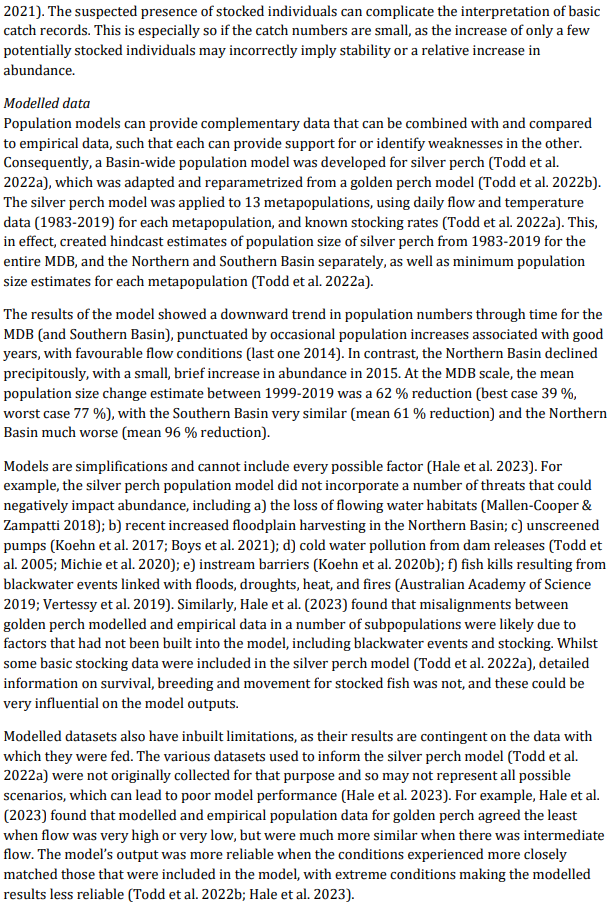 2021). The suspected presence of stocked individuals can complicate the interpretation of basic
catch records. This is especially so if the catch numbers are small, as the increase of only a few
potentially stocked individuals may incorrectly imply stability or a relative increase in
abundance.
Modelled data
Population models can provide complementary data that can be combined with and compared
to empirical data, such that each can provide support for or identify weaknesses in the other.
Consequently, a Basin-wide population model was developed for silver perch (Todd et al.
2022a), which was adapted and reparametrized from a golden perch model (Todd et al. 2022b).
The silver perch model was applied to 13 metapopulations, using daily flow and temperature
data (1983-2019) for each metapopulation, and known stocking rates (Todd et al. 2022a). This,
in effect, created hindcast estimates of population size of silver perch from 1983-2019 for the
entire MDB, and the Northern and Southern Basin separately, as well as minimum population
size estimates for each metapopulation (Todd et al. 2022a).
The results of the model showed a downward trend in population numbers through time for the
MDB (and Southern Basin), punctuated by occasional population increases associated with good
years, with favourable flow conditions (last one 2014). In contrast, the Northern Basin declined
precipitously, with a small, brief increase in abundance in 2015. At the MDB scale, the mean
population size change estimate between 1999-2019 was a 62 % reduction (best case 39 %,
worst case 77 %), with the Southern Basin very similar (mean 61 % reduction) and the Northern
Basin much worse (mean 96 % reduction).
Models are simplifications and cannot include every possible factor (Hale et al. 2023). For
example, the silver perch population model did not incorporate a number of threats that could
negatively impact abundance, including a) the loss of flowing water habitats (Mallen-Cooper &
Zampatti 2018); b) recent increased floodplain harvesting in the Northern Basin; c) unscreened
pumps (Koehn et al. 2017; Boys et al. 2021); d) cold water pollution from dam releases (Todd et
al. 2005; Michie et al. 2020); e) instream barriers (Koehn et al. 2020b); f) fish kills resulting from
blackwater events linked with floods, droughts, heat, and fires (Australian Academy of Science
2019; Vertessy et al. 2019). Similarly, Hale et al. (2023) found that misalignments between
golden perch modelled and empirical data in a number of subpopulations were likely due to
factors that had not been built into the model, including blackwater events and stocking. Whilst
some basic stocking data were included in the silver perch model (Todd et al. 2022a), detailed
information on survival, breeding and movement for stocked fish was not, and these could be
very influential on the model outputs.
Modelled datasets also have inbuilt limitations, as their results are contingent on the data with
which they were fed. The various datasets used to inform the silver perch model (Todd et al.
2022a) were not originally collected for that purpose and so may not represent all possible
scenarios, which can lead to poor model performance (Hale et al. 2023). For example, Hale et al.
(2023) found that modelled and empirical population data for golden perch agreed the least
when flow was very high or very low, but were much more similar when there was intermediate
flow. The model's output was more reliable when the conditions experienced more closely
matched those that were included in the model, with extreme conditions making the modelled
results less reliable (Todd et al. 2022b; Hale et al. 2023).